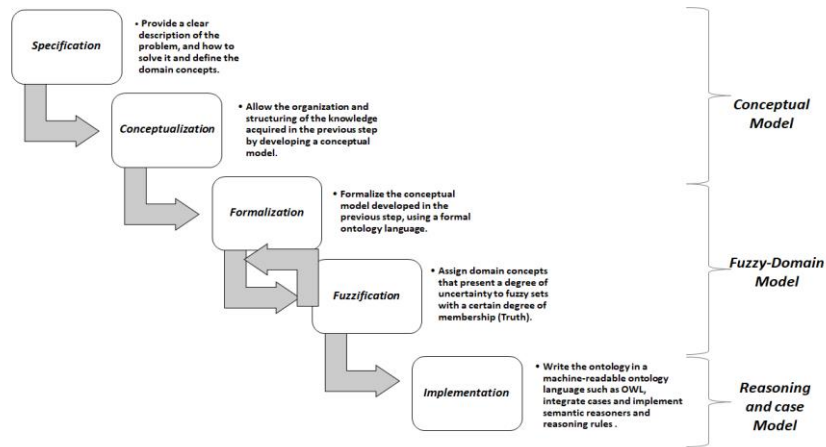 Specification
• Provide a clear
description of the
problem, and how to
solve it and define the
domain concepts.
Conceptualization
• Allow the organization and
structuring of the knowledge
acquired in the previous step
by developing a conceptual
model.
Conceptual
Model
Formalization
• Formalize the conceptual
model developed in the
previous step, using a formal
ontology language.
Fuzzification
• Assign domain concepts
that present a degree of
uncertainty to fuzzy sets
with a certain degree of
membership (Truth).
Fuzzy-Domain
Model
Implementation
• Write the ontology in a
machine-readable ontology
language such as OWL,
integrate cases and implement
semantic reasoners and
reasoning rules .
Reasoning
and case
Model